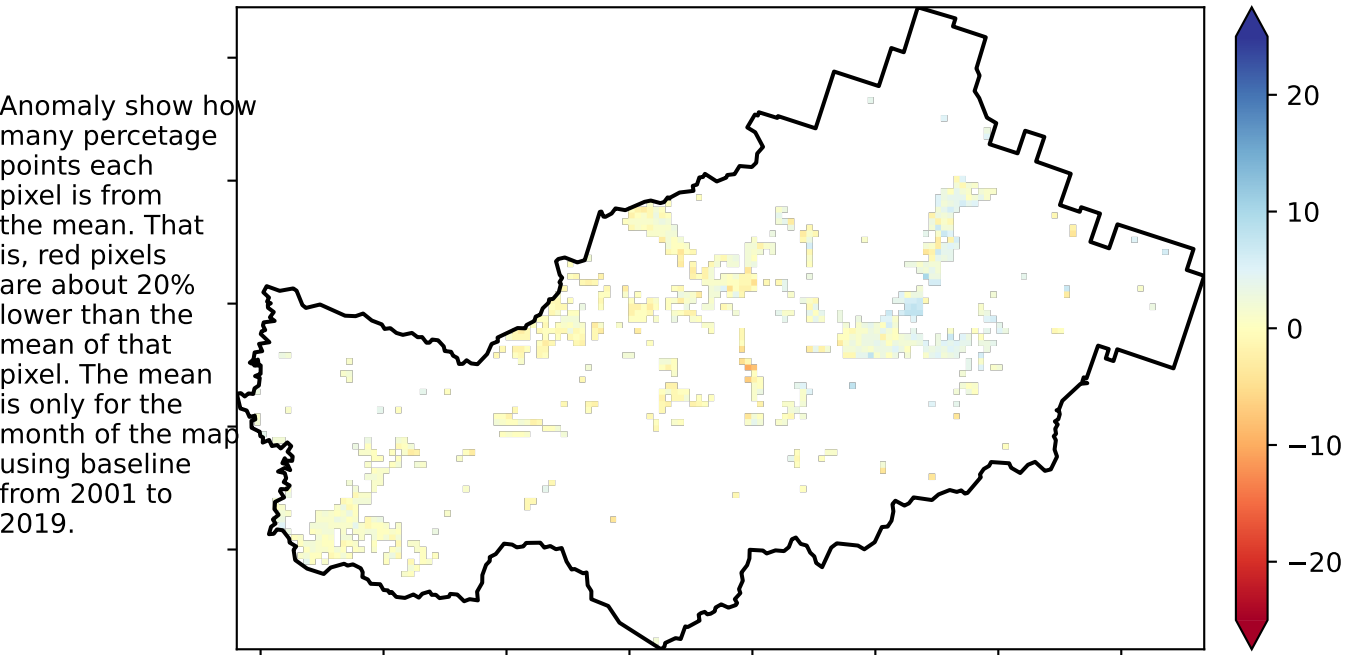 Anomaly show how
many percetage
points each
pixel is from
the mean. That
is, red pixels
are about 20%
lower than the
mean of that
pixel. The mean
is only for the
month of the map
using baseline
from 2001 to
2019.
20
10
0
−10
−20